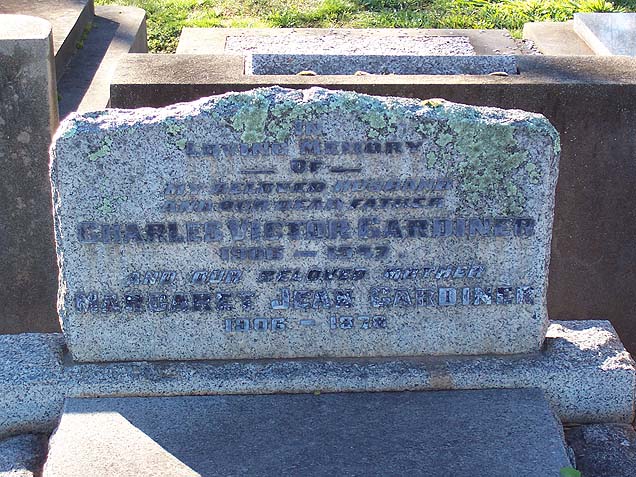 IN
LOVING MEMORY
— OF —
MY BELOVED HUSBAND
AND OUR DEAR FATHER
CHARLES VICTOR GARDINER
AND OUR BELOVED MOTHER
MARGARET JEAN GARDINER
1906 –